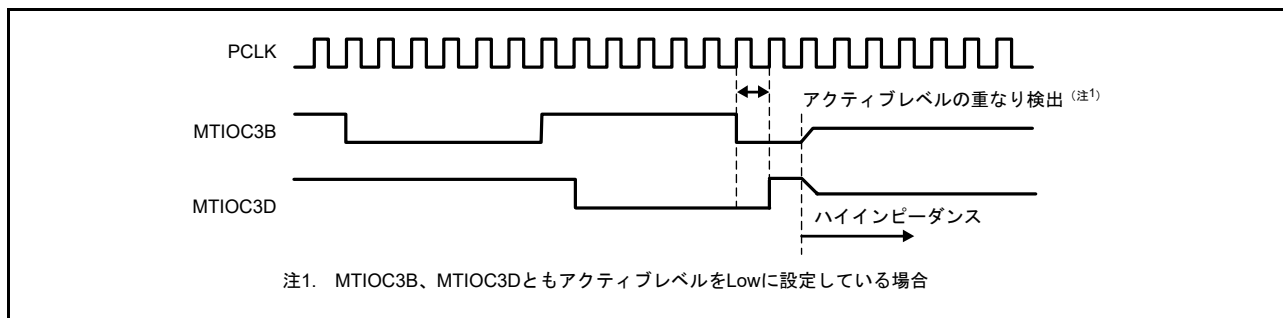 PCLK
アクティブレベルの重なり検出（注1）
MTIOC3B
MTIOC3D
ハイインピーダンス
注1. MTIOC3B、MTIOC3DともアクティブレベルをLowに設定している場合